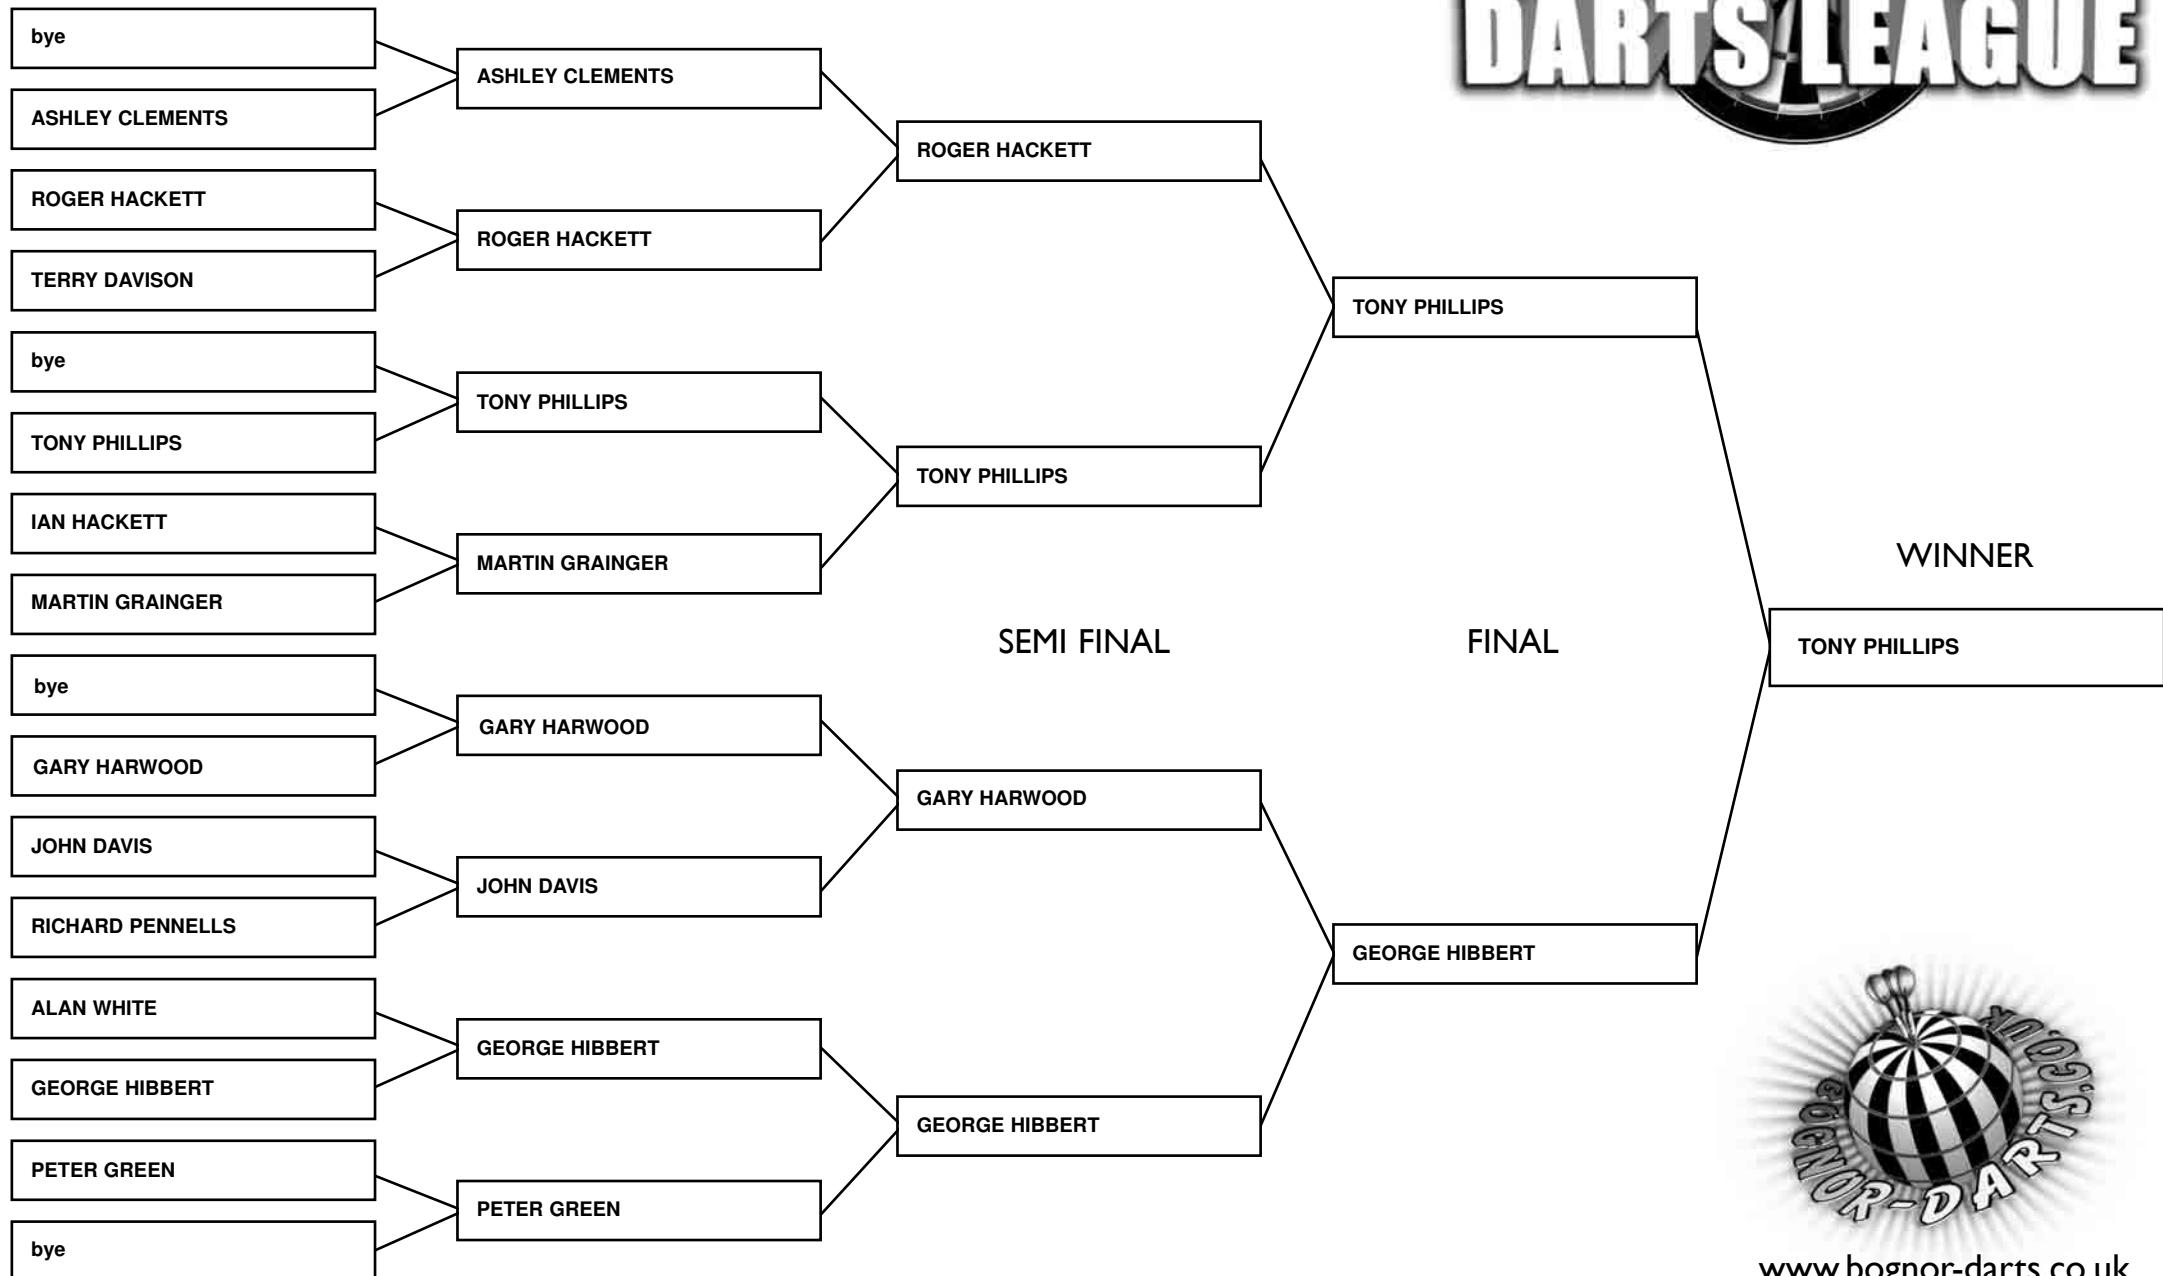 DARTS LEAGUE
bye
ASHLEY CLEMENTS
ROGER HACKETT
TERRY DAVISON
bye
TONY PHILLIPS
IAN HACKETT
MARTIN GRAINGER
bye
GARY HARWOOD
JOHN DAVIS
RICHARD PENNELLS
ALAN WHITE
GEORGE HIBBERT
PETER GREEN
bye
ASHLEY CLEMENTS
ROGER HACKETT
TONY PHILLIPS
MARTIN GRAINGER
GARY HARWOOD
JOHN DAVIS
GEORGE HIBBERT
PETER GREEN
ROGER HACKETT
TONY PHILLIPS
SEMI FINAL
GARY HARWOOD
GEORGE HIBBERT
TONY PHILLIPS
FINAL
GEORGE HIBBERT
WINNER
TONY PHILLIPS
BOGNOR-DARTS.CO.UK
www.bognor-darts.co.uk